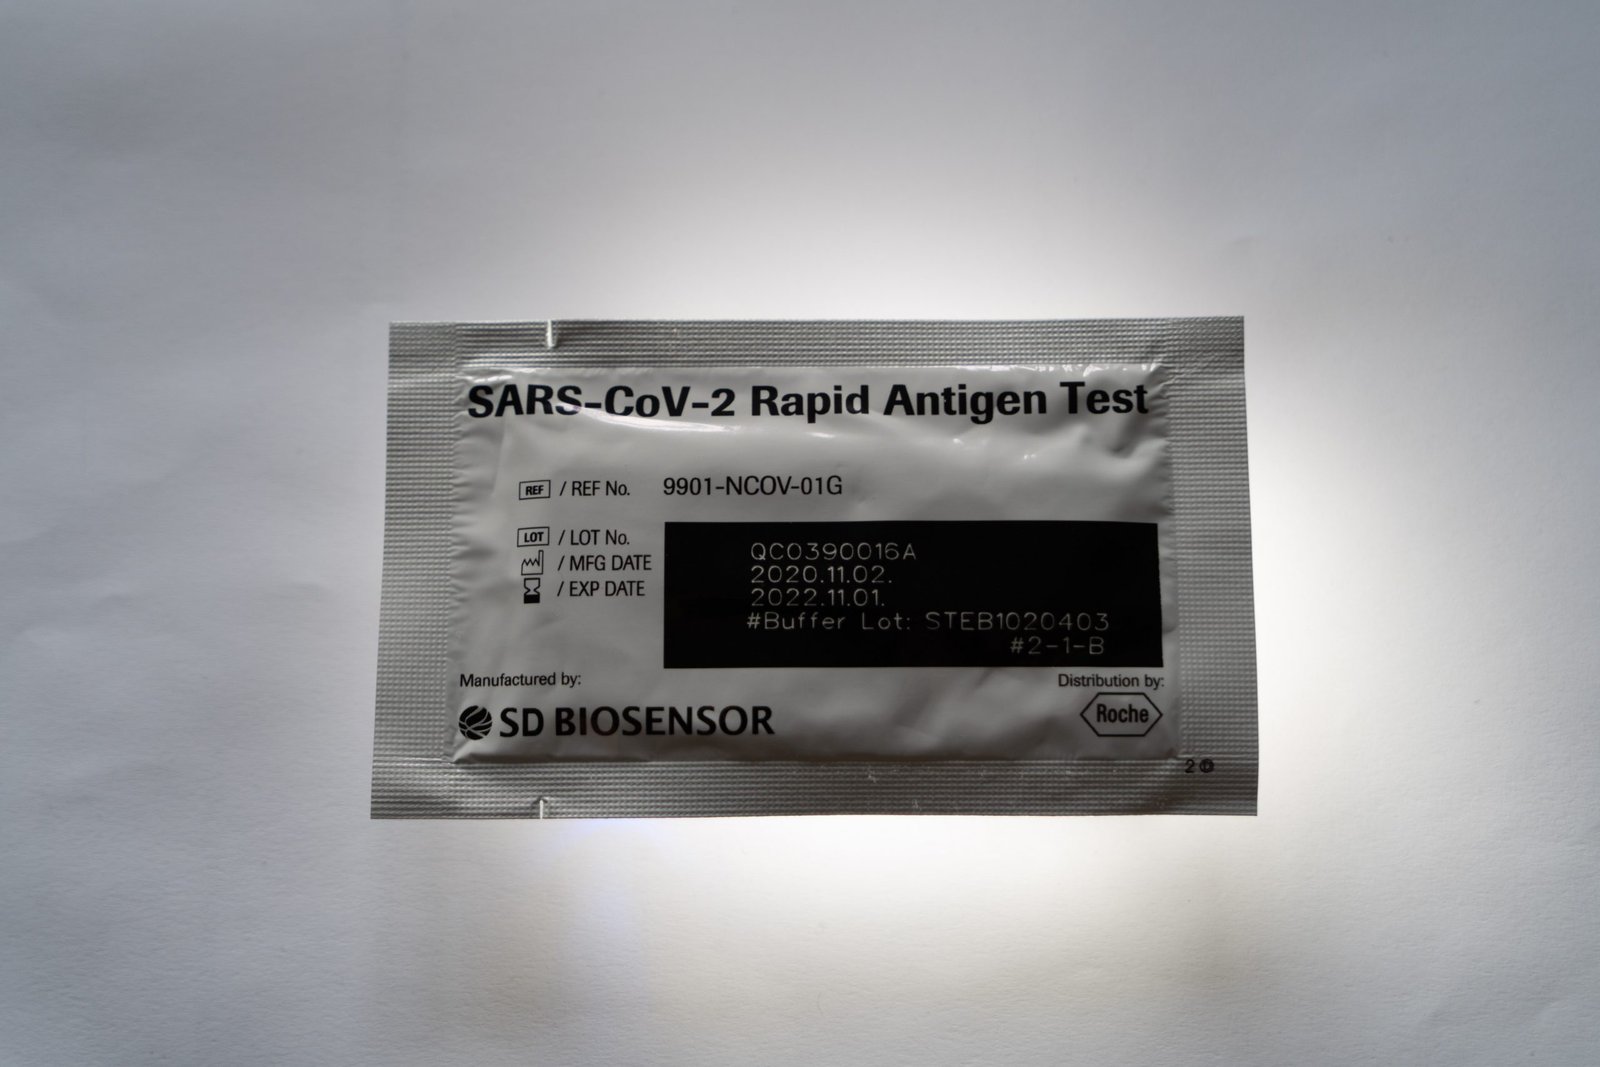 SARS-CoV-2 Rapid Antigen Test
REF / REF No. 9901-NCOV-01G
LOT / LOT No. QC0390016A
/ MFG DATE 2020.11.02.
/ EXP DATE 2022.11.01.
#Buffer Lot: STEB1020403
#2-1-B
Manufactured by:
SD BIOSENSOR
Distribution by:
Roche
2